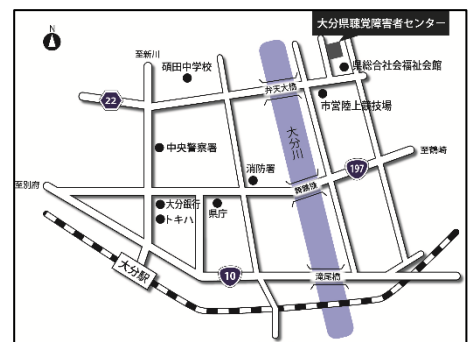 大分県聴覚障害者センター
N
至新川
碩田中学校
県総合社会福祉会館
弁天大橋
22
市営陸上競技場
大分川
中央警察署
197
至鶴崎
消防署
至別府
大分銀行
県庁
トキハ
大分駅
10
滝尾橋